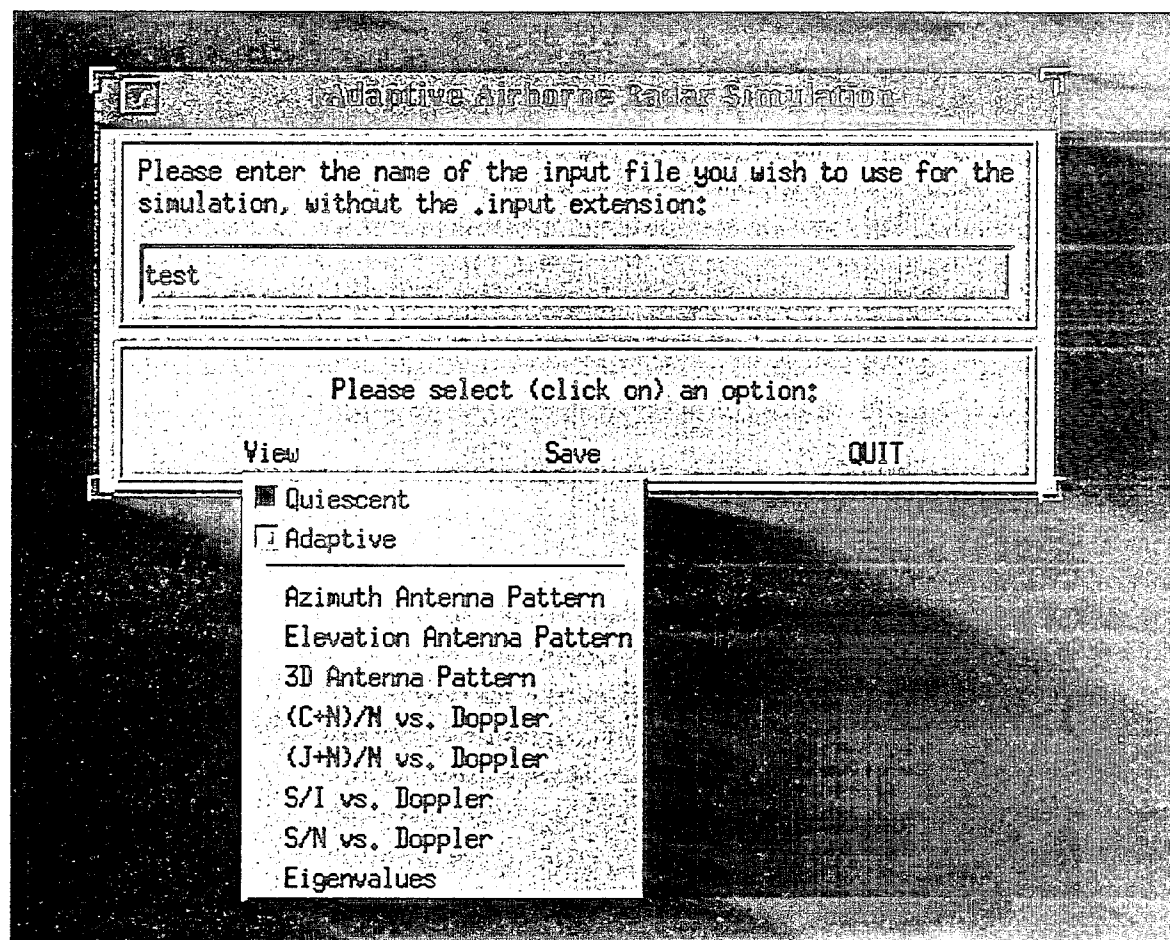 Adaptive Airborne Radar Simulation
Please enter the name of the input file you wish to use for the
simulation, without the .input extension:
test
Please select (click on) an option:
View Save QUIT
Quiescent
Adaptive
Azimuth Antenna Pattern
Elevation Antenna Pattern
3D Antenna Pattern
(C+N)/N vs. Doppler
(J+N)/N vs. Doppler
S/I vs. Doppler
S/N vs. Doppler
Eigenvalues